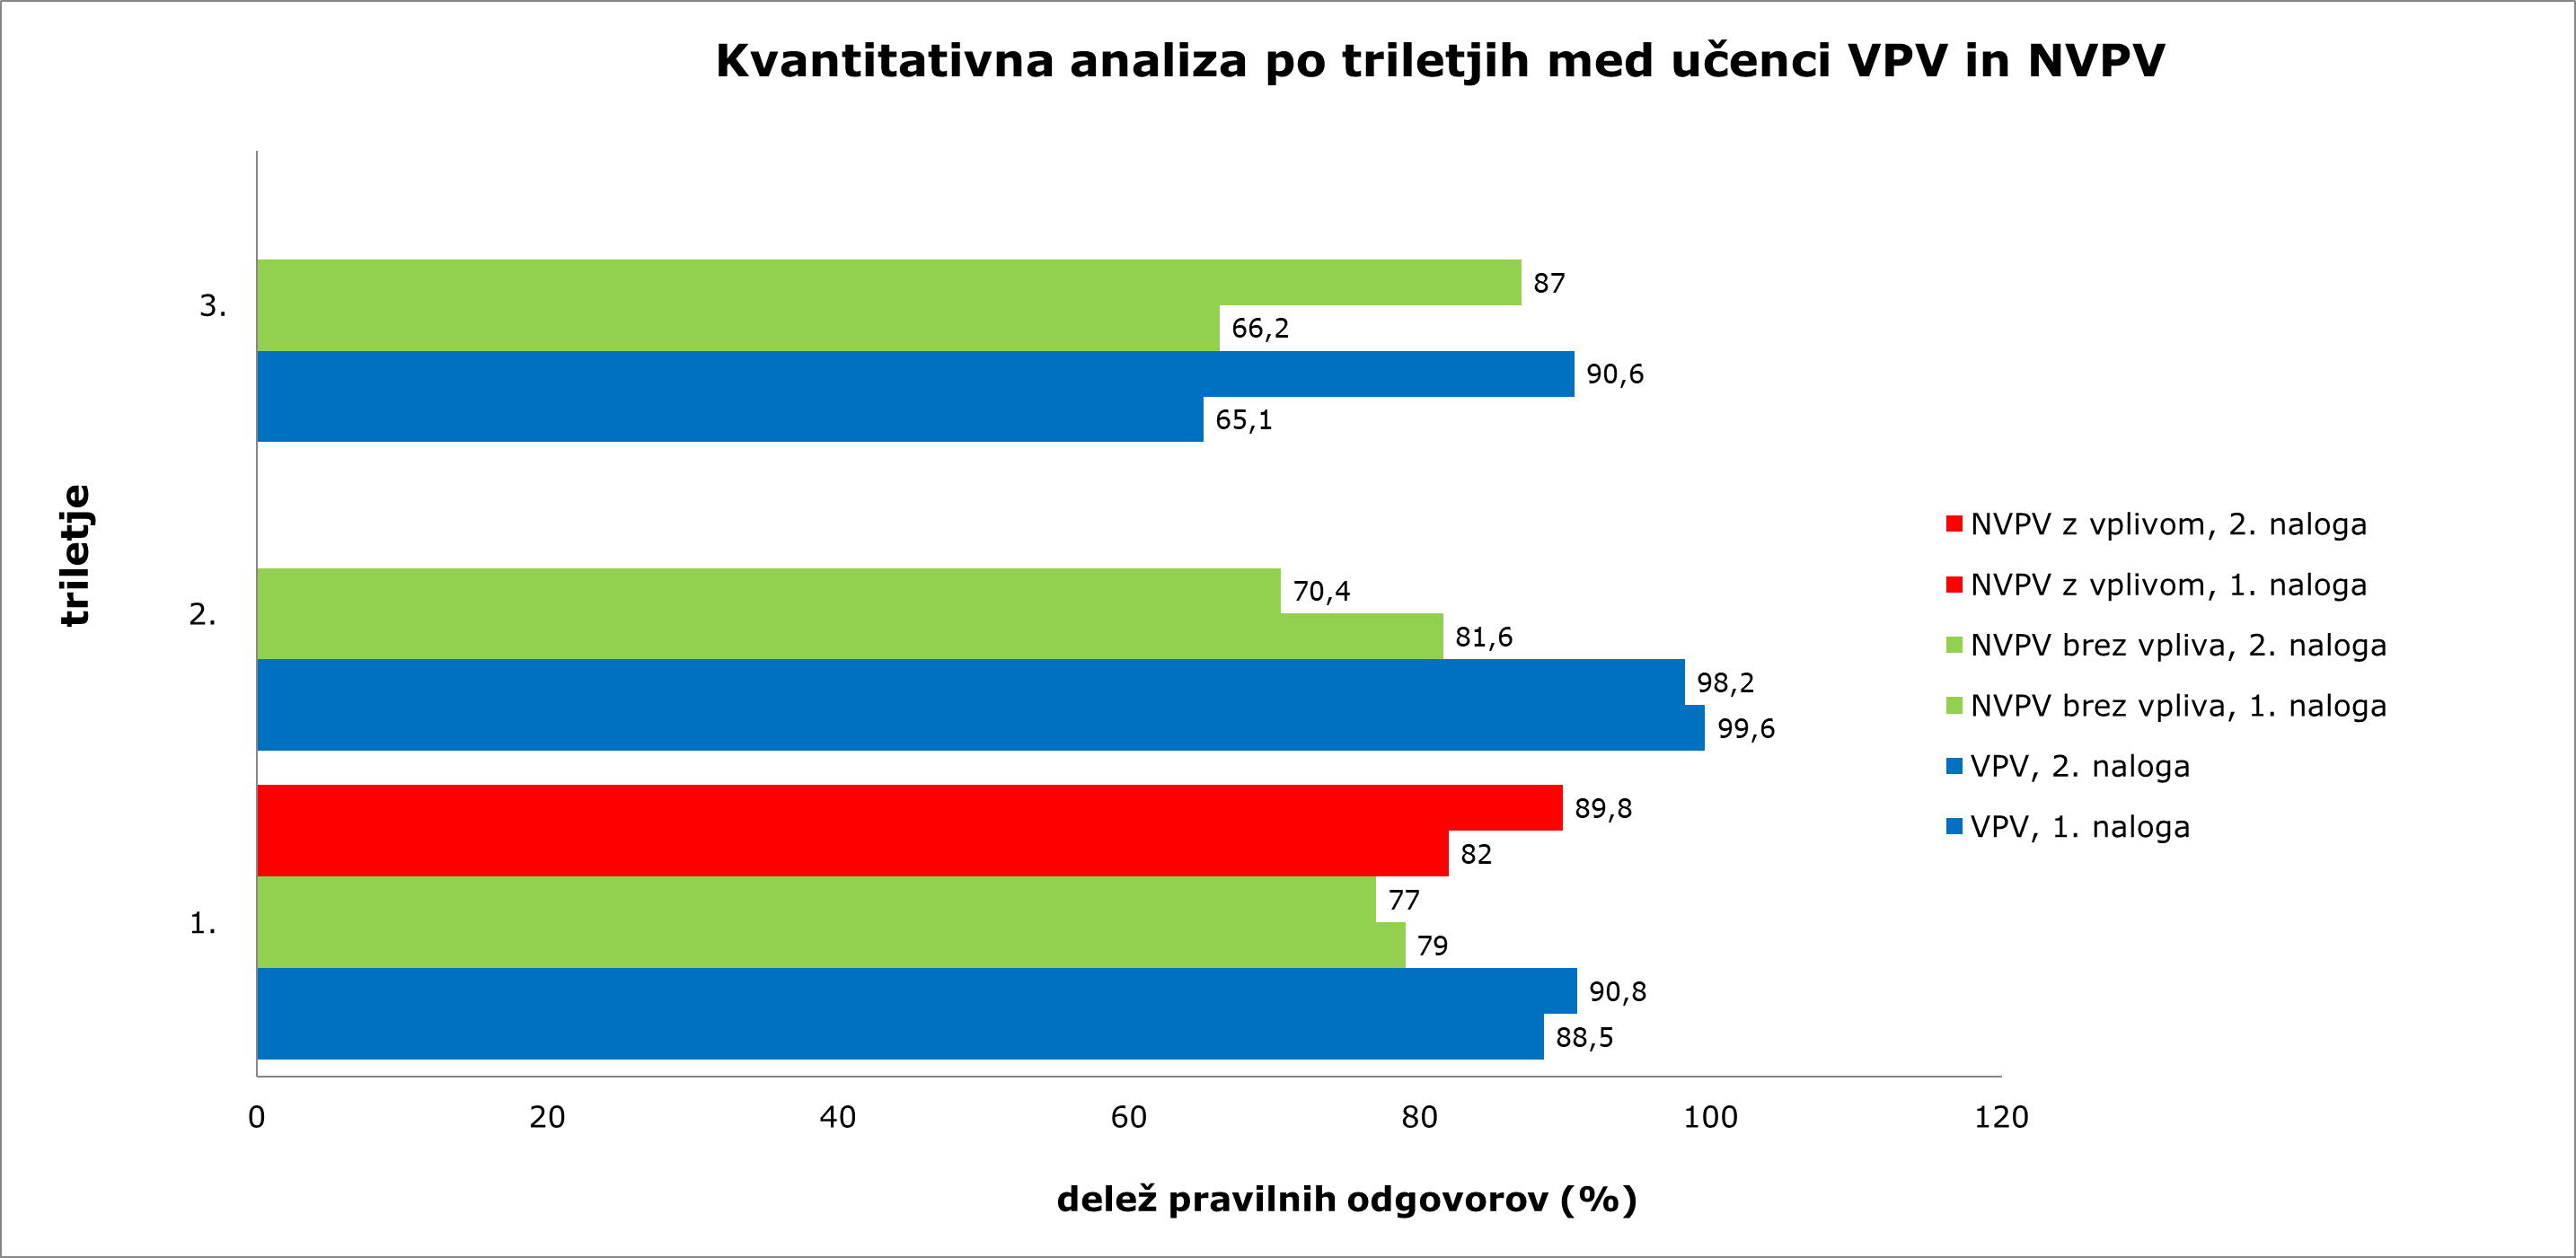 Kvantitativna analiza po triletjih med učenci VPV in NVPV
triletje
3.
87
66,2
90,6
65,1
2.
70,4
81,6
98,2
99,6
1.
89,8
82
77
79
90,8
88,5
0 20 40 60 80 100 120
delež pravilnih odgovorov (%)
NVPV z vplivom, 2. naloga
NVPV z vplivom, 1. naloga
NVPV brez vpliva, 2. naloga
NVPV brez vpliva, 1. naloga
VPV, 2. naloga
VPV, 1. naloga